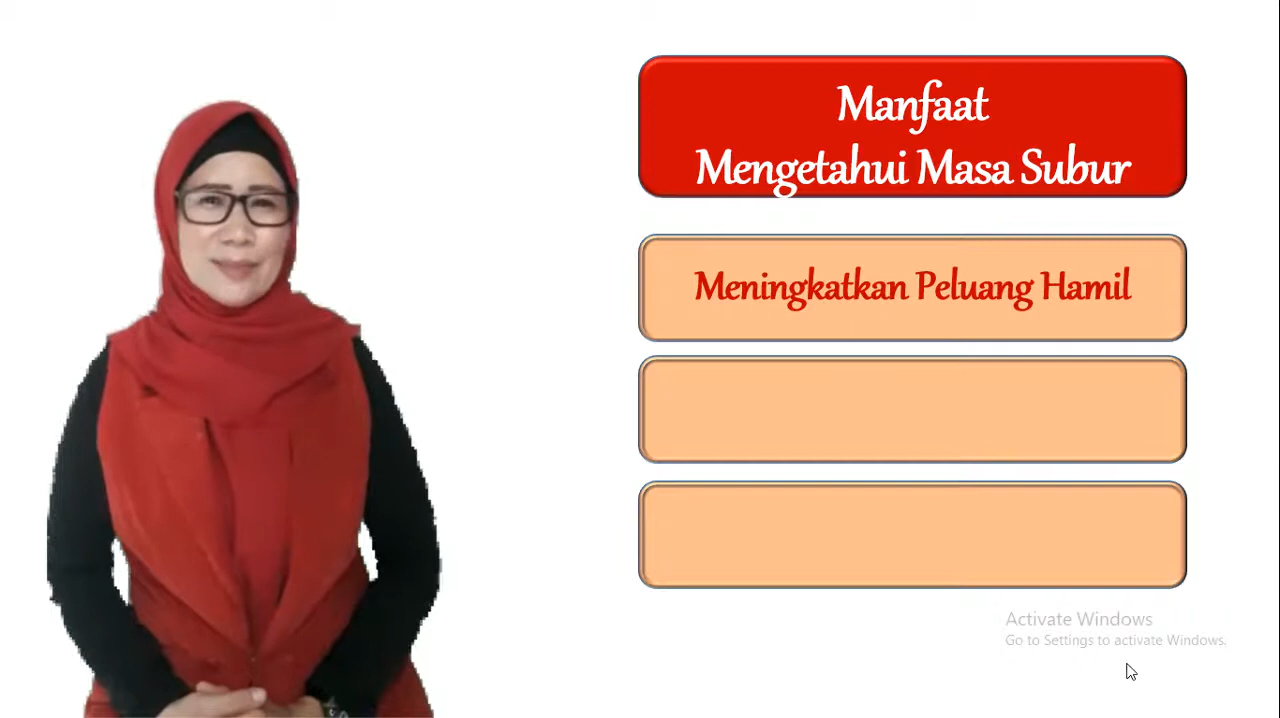 Manfaat
Mengetahui Masa Subur
Meningkatkan Peluang Hamil
Activate Windows
Go to Settings to activate Windows.